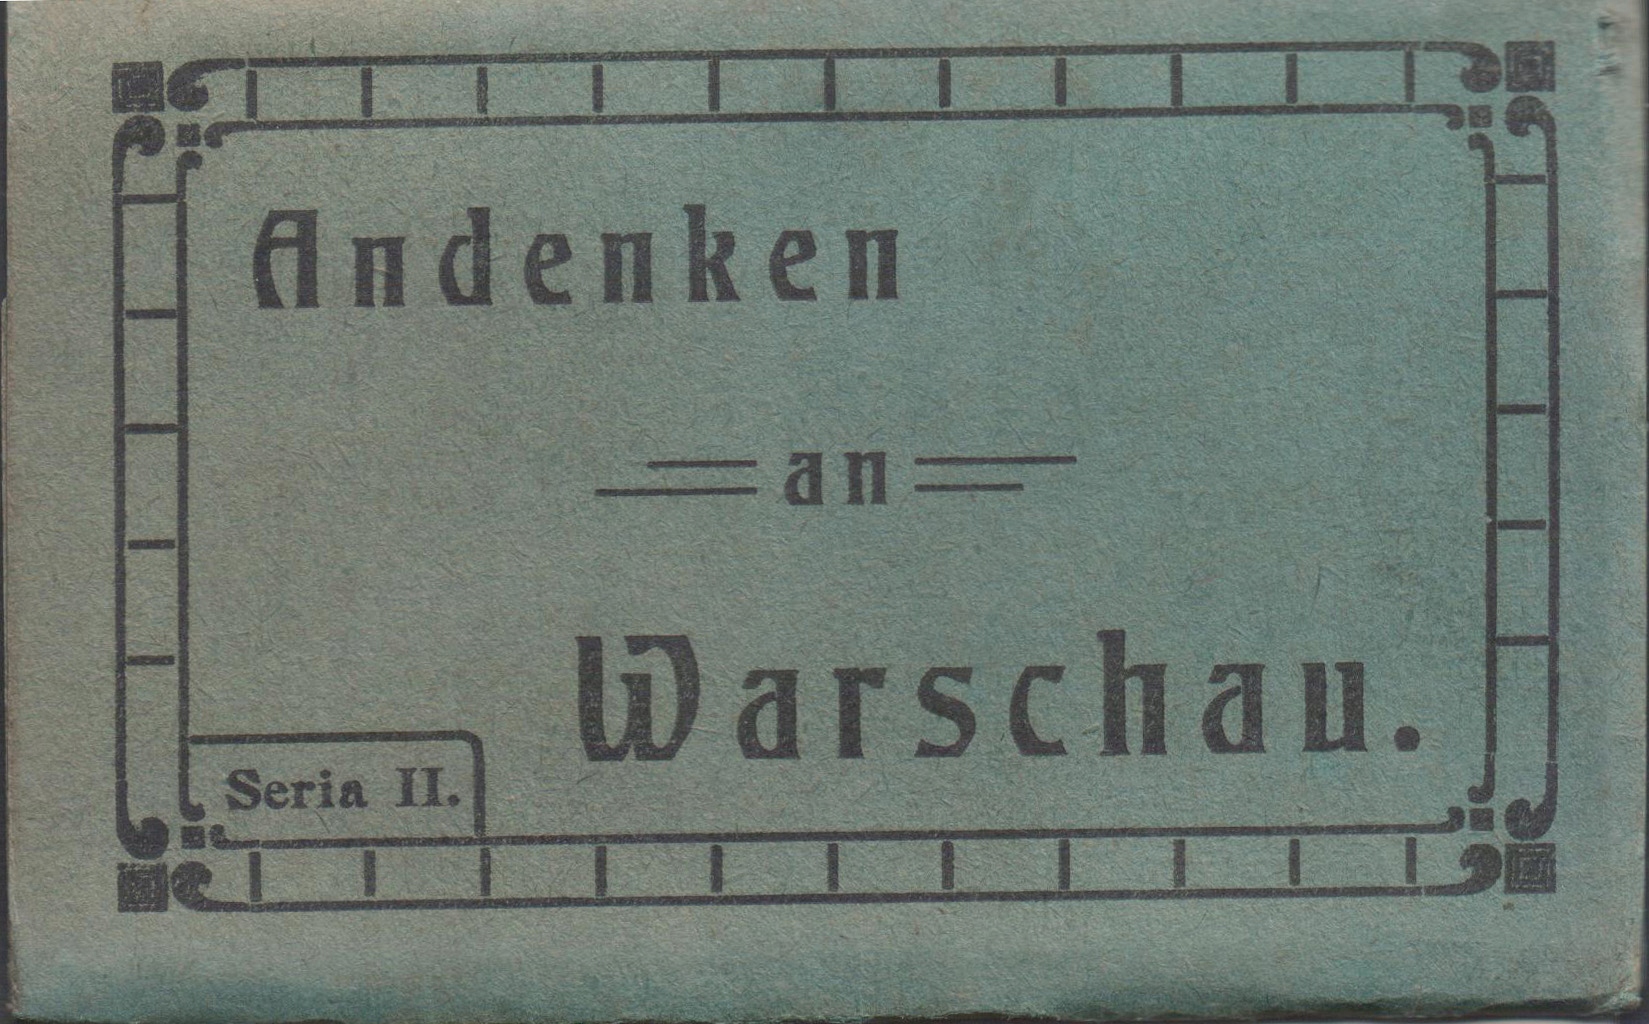 Andenken
an
Warschau.
Seria II.